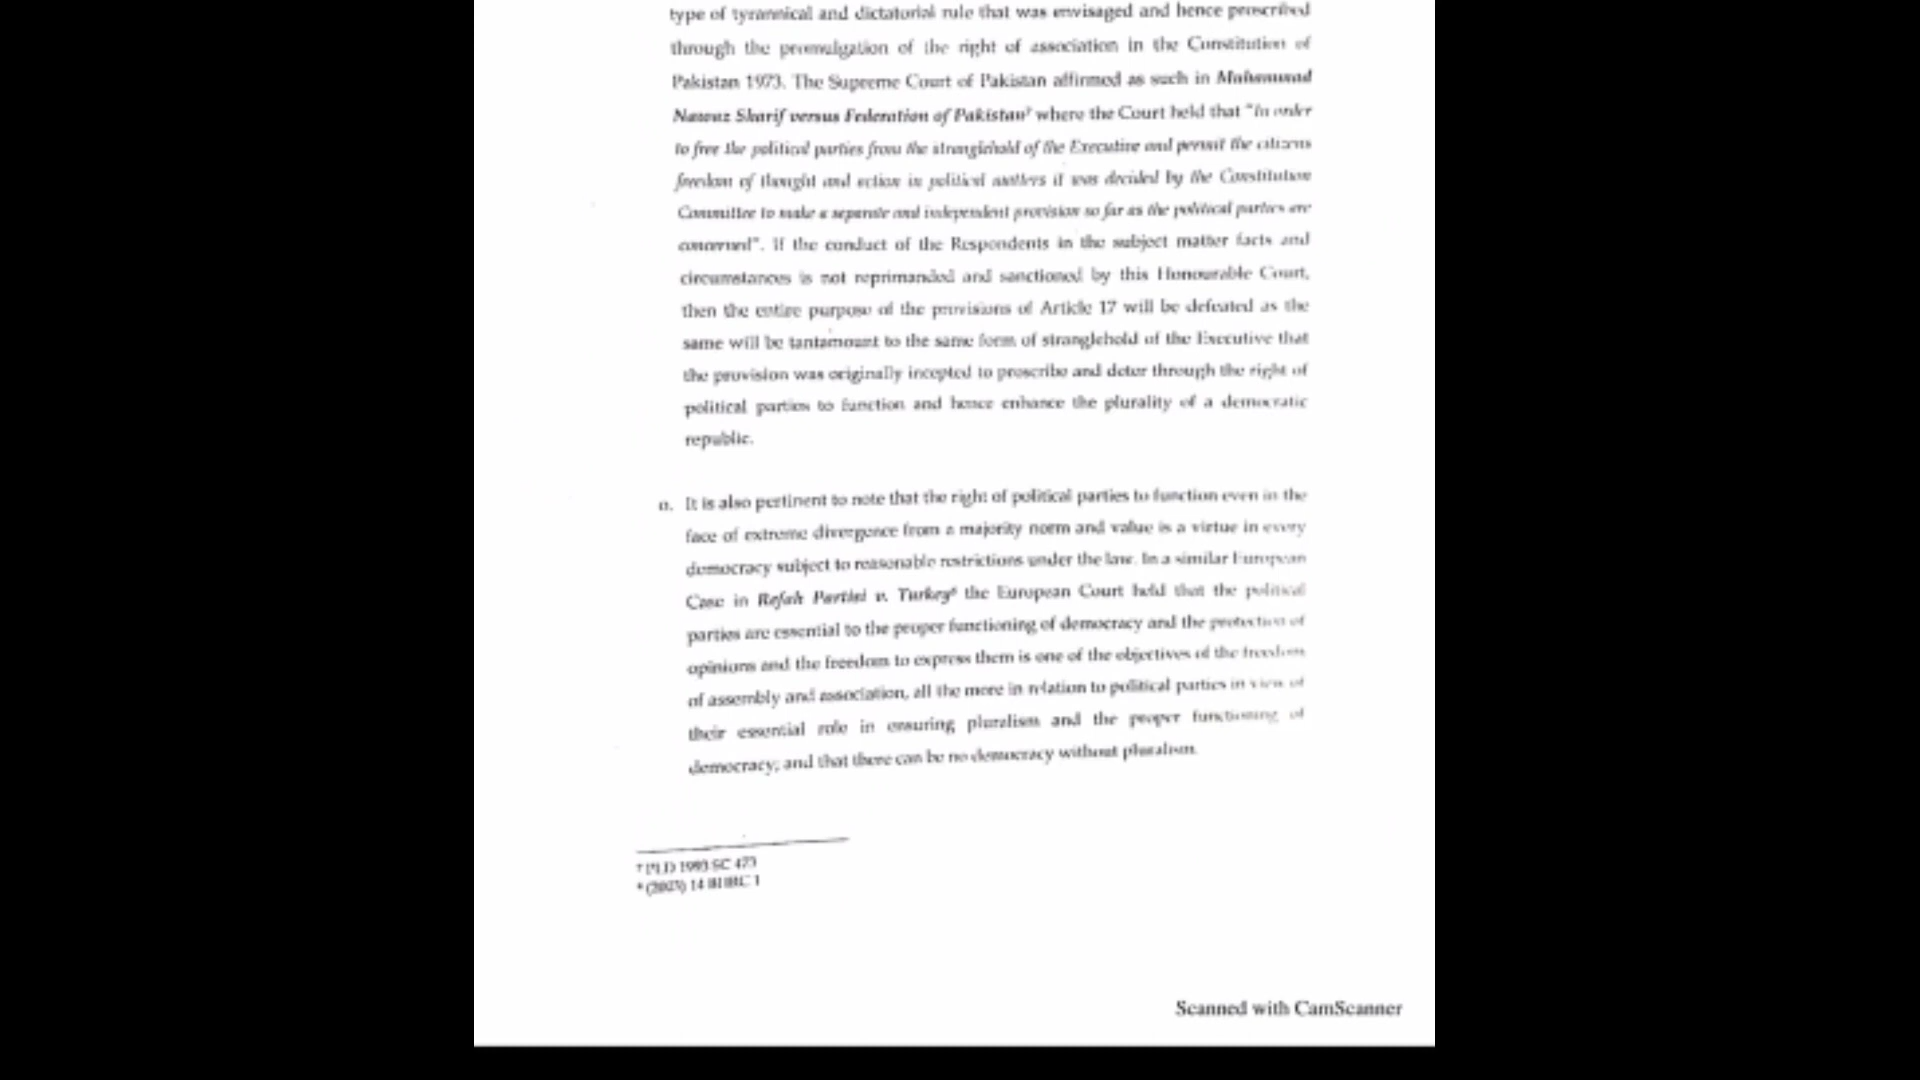 type of tyrannical and dictatorial rule that was envisaged and hence proscribed
through the promulgation of the right of association in the Constitution of
Pakistan 1973. The Supreme Court of Pakistan affirmed as such in Muhammad
Nawaz Sharif versus Federation of Pakistan⁷ where the Court held that "In order
to free the political parties from the stranglehold of the Executive and permit the citizens
freedom of thought and action in political matters it was decided by the Constitution
Committee to make a separate and independent provision so far as the political parties are
concerned". If the conduct of the Respondents in the subject matter facts and
circumstances is not reprimanded and sanctioned by this Honourable Court,
then the entire purpose of the provisions of Article 17 will be defeated as the
same will be tantamount to the same form of stranglehold of the Executive that
the provision was originally incepted to proscribe and deter through the right of
political parties to function and hence enhance the plurality of a democratic
republic.
n. It is also pertinent to note that the right of political parties to function even in the
face of extreme divergence from a majority norm and value is a virtue in every
democracy subject to reasonable restrictions under the law. In a similar European
Case in Refah Partisi v. Turkey⁸ the European Court held that the political
parties are essential to the proper functioning of democracy and the protection of
opinions and the freedom to express them is one of the objectives of the freedom
of assembly and association, all the more in relation to political parties in view of
their essential role in ensuring pluralism and the proper functioning of
democracy; and that there can be no democracy without pluralism.
⁷ PLD 1993 SC 473
⁸ (2003) 14 BHRC 1
Scanned with CamScanner